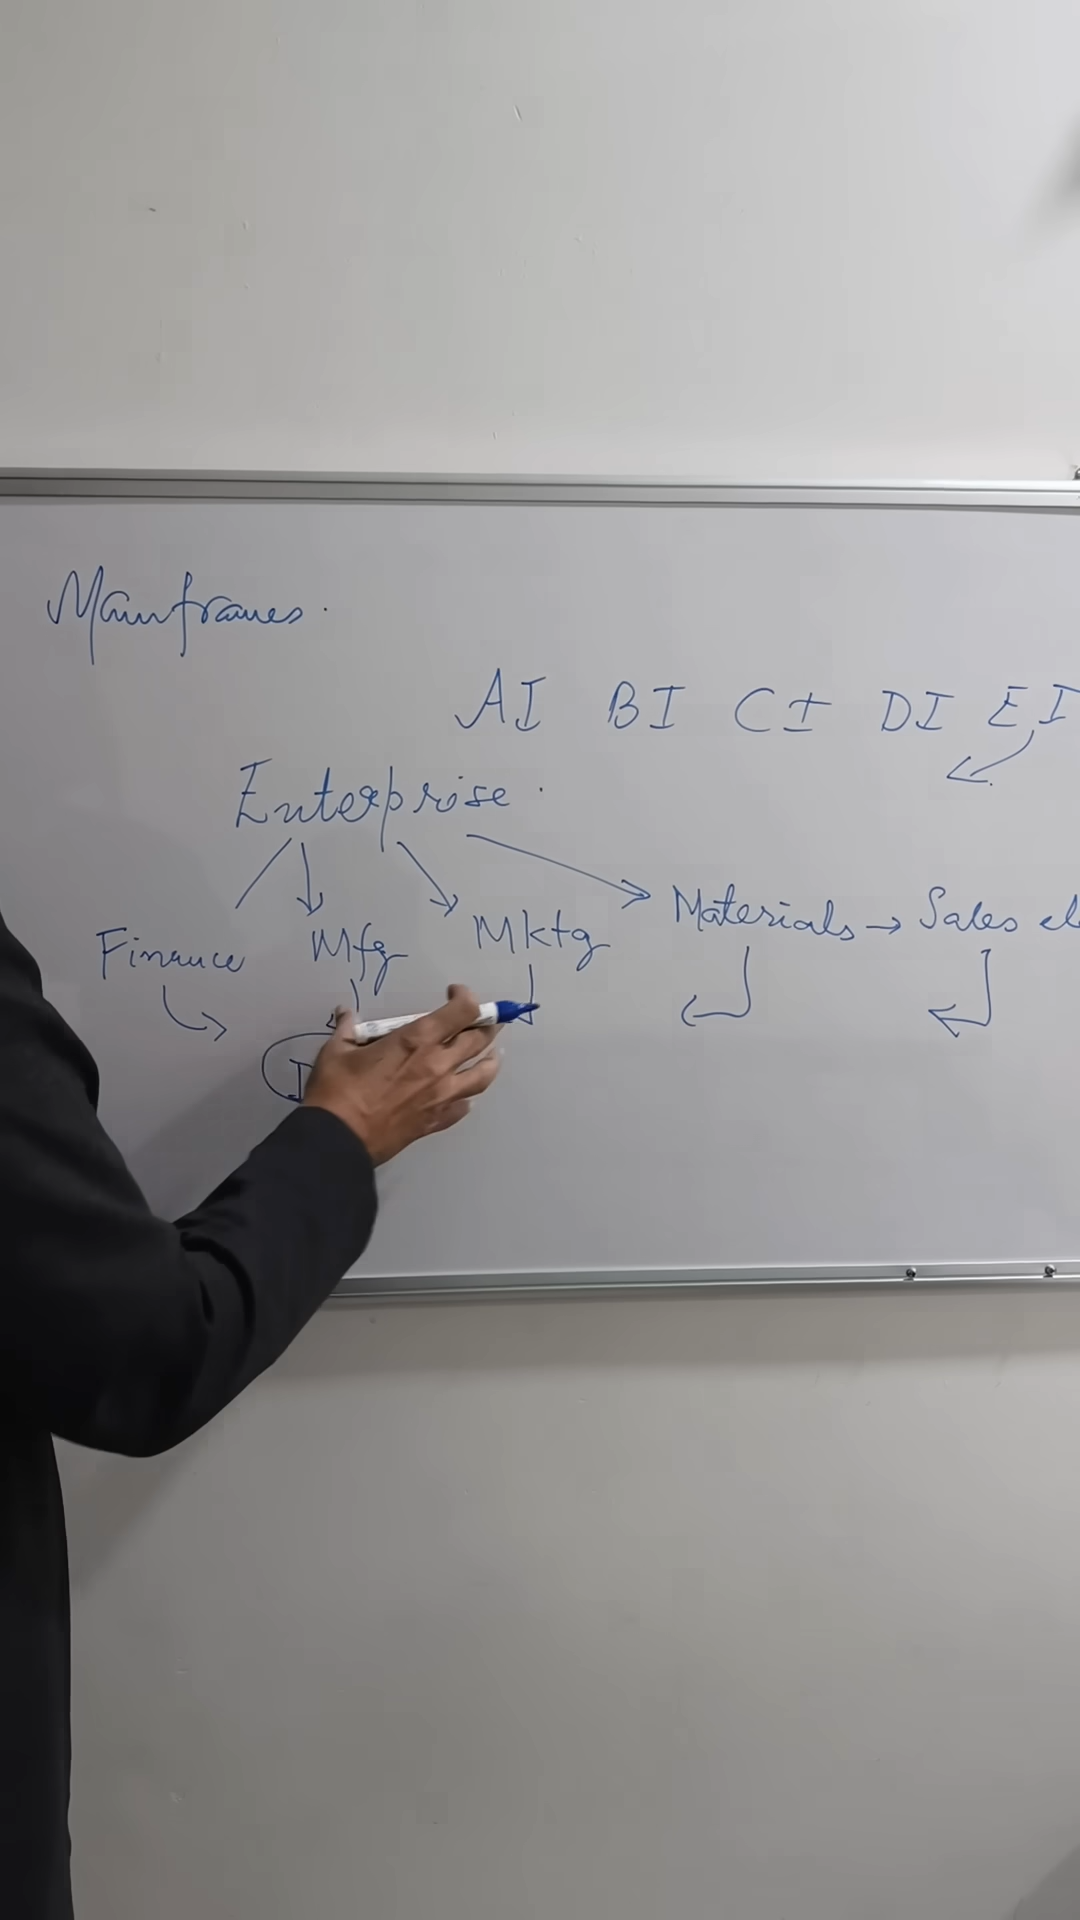 Mainframes.
AI BI CI DI EI
Enterprise.
Finance Mfg Mktg Materials → Sales